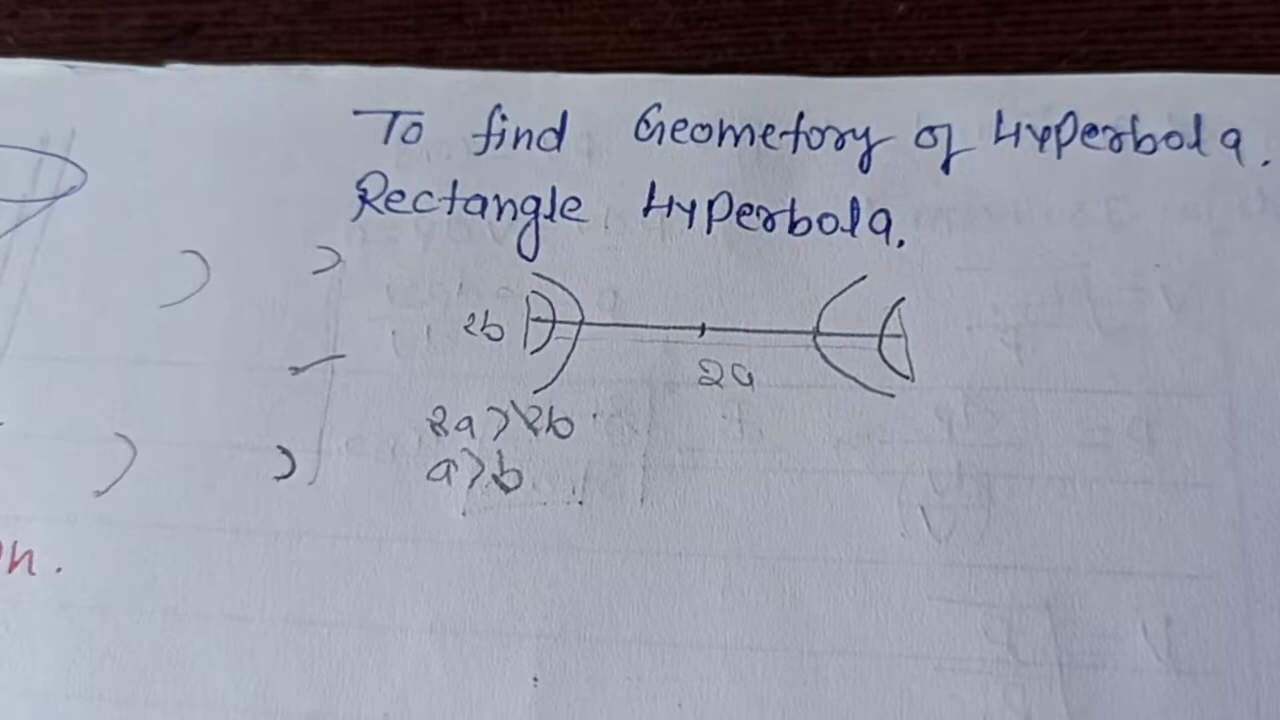 To find Geometory of Hyperbola.
Rectangle Hyperbola.
2b
2a
2a>2b
a>b
n.